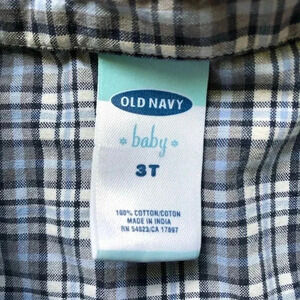 OLD NAVY
baby
3T
100% COTTON/COTON
MADE IN INDIA
RN 54023/CA 17897